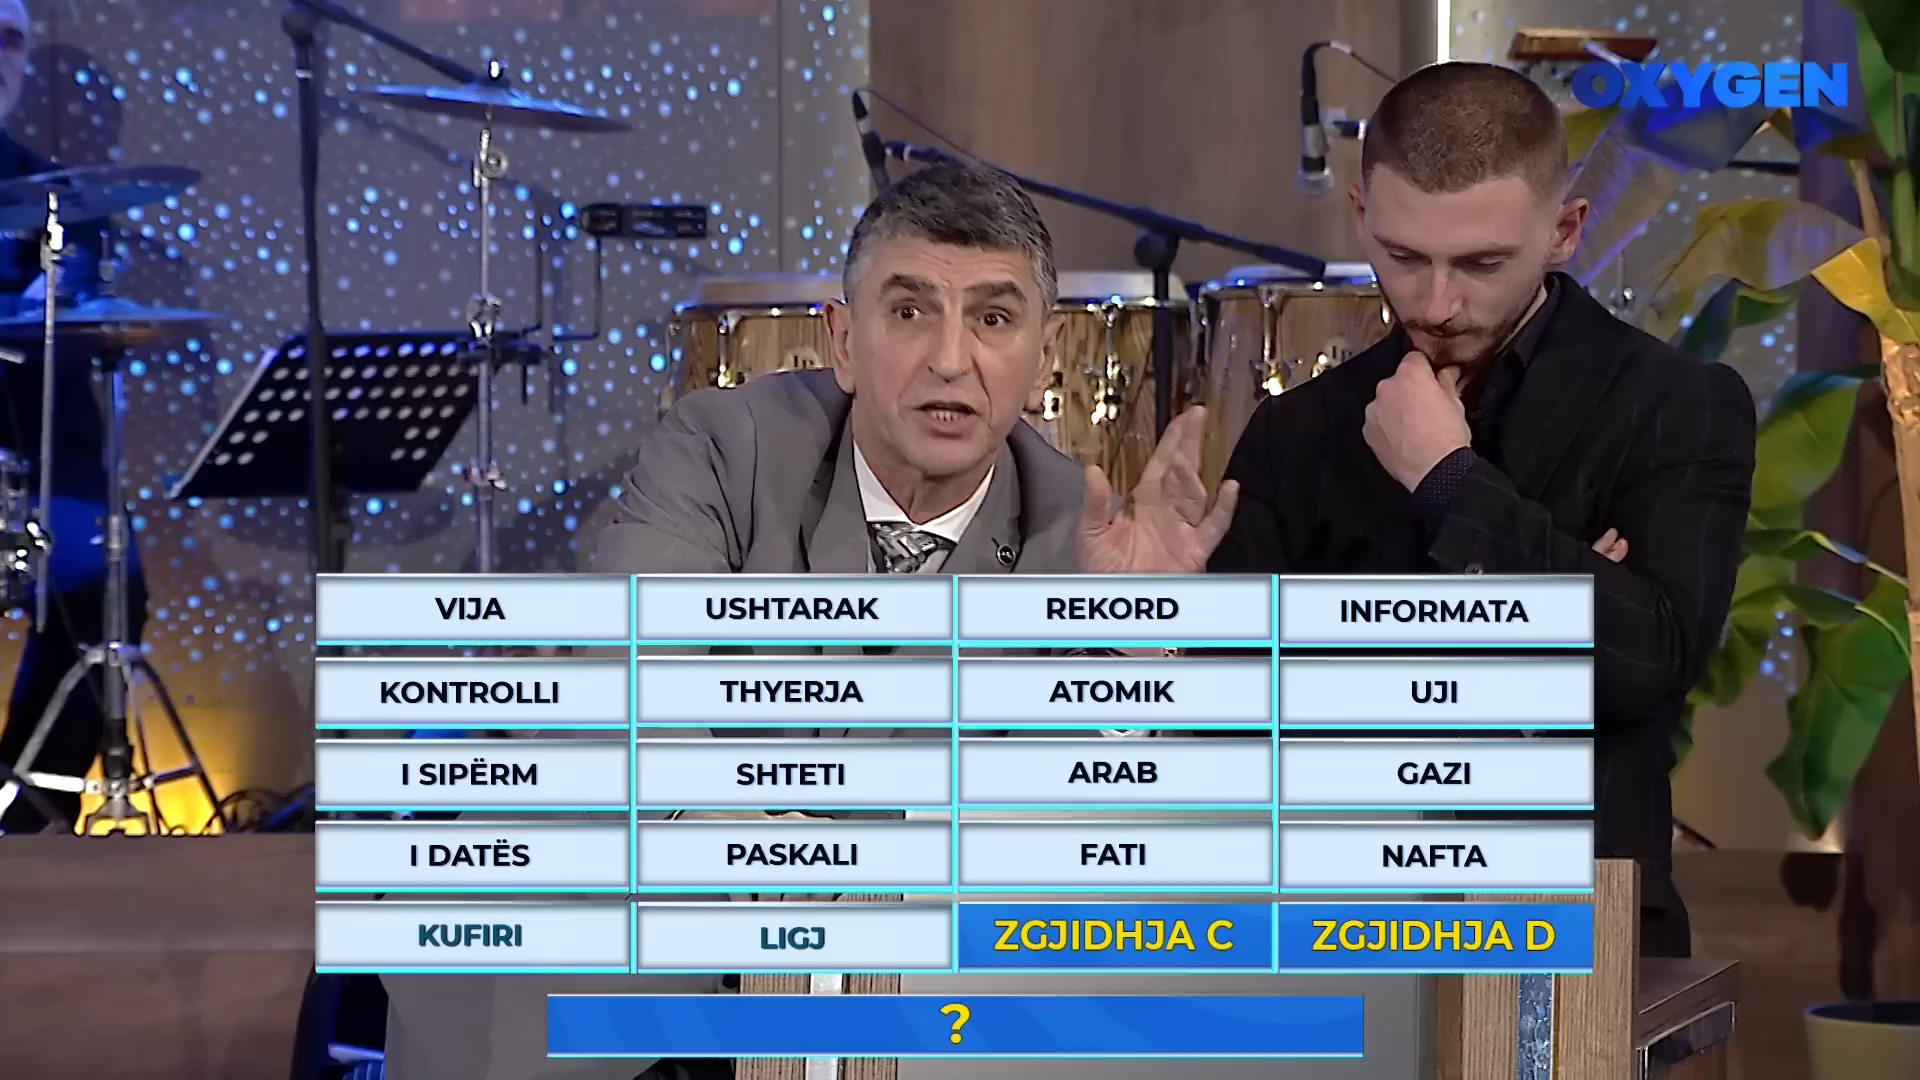 OXYGEN
VIJA USHTARAK REKORD INFORMATA
KONTROLLI THYERJA ATOMIK UJI
I SIPËRM SHTETI ARAB GAZI
I DATËS PASKALI FATI NAFTA
KUFIRI LIGJ ZGJIDHJA C ZGJIDHJA D
?